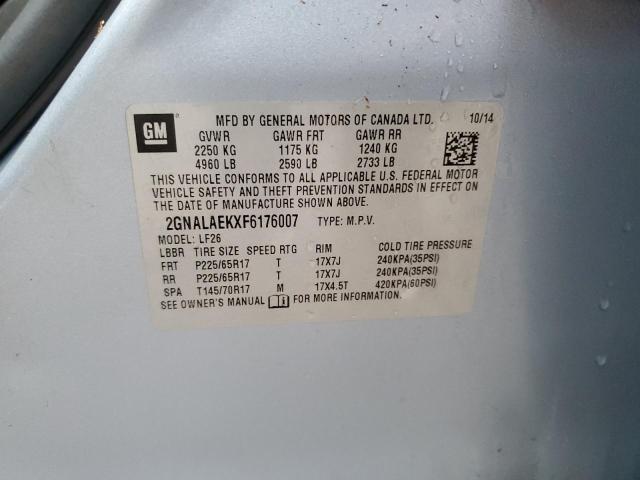 GM
MFD BY GENERAL MOTORS OF CANADA LTD. 10/14
GVWR GAWR FRT GAWR RR
2250 KG 1175 KG 1240 KG
4960 LB 2590 LB 2733 LB
THIS VEHICLE CONFORMS TO ALL APPLICABLE U.S. FEDERAL MOTOR
VEHICLE SAFETY AND THEFT PREVENTION STANDARDS IN EFFECT ON
THE DATE OF MANUFACTURE SHOWN ABOVE.
2GNALAEKXF6176007 TYPE: M.P.V.
MODEL: LF26
LBBR TIRE SIZE SPEED RTG RIM COLD TIRE PRESSURE
FRT P225/65R17 T 17X7J 240KPA(35PSI)
RR P225/65R17 T 17X7J 240KPA(35PSI)
SPA T145/70R17 M 17X4.5T 420KPA(60PSI)
SEE OWNER'S MANUAL FOR MORE INFORMATION.